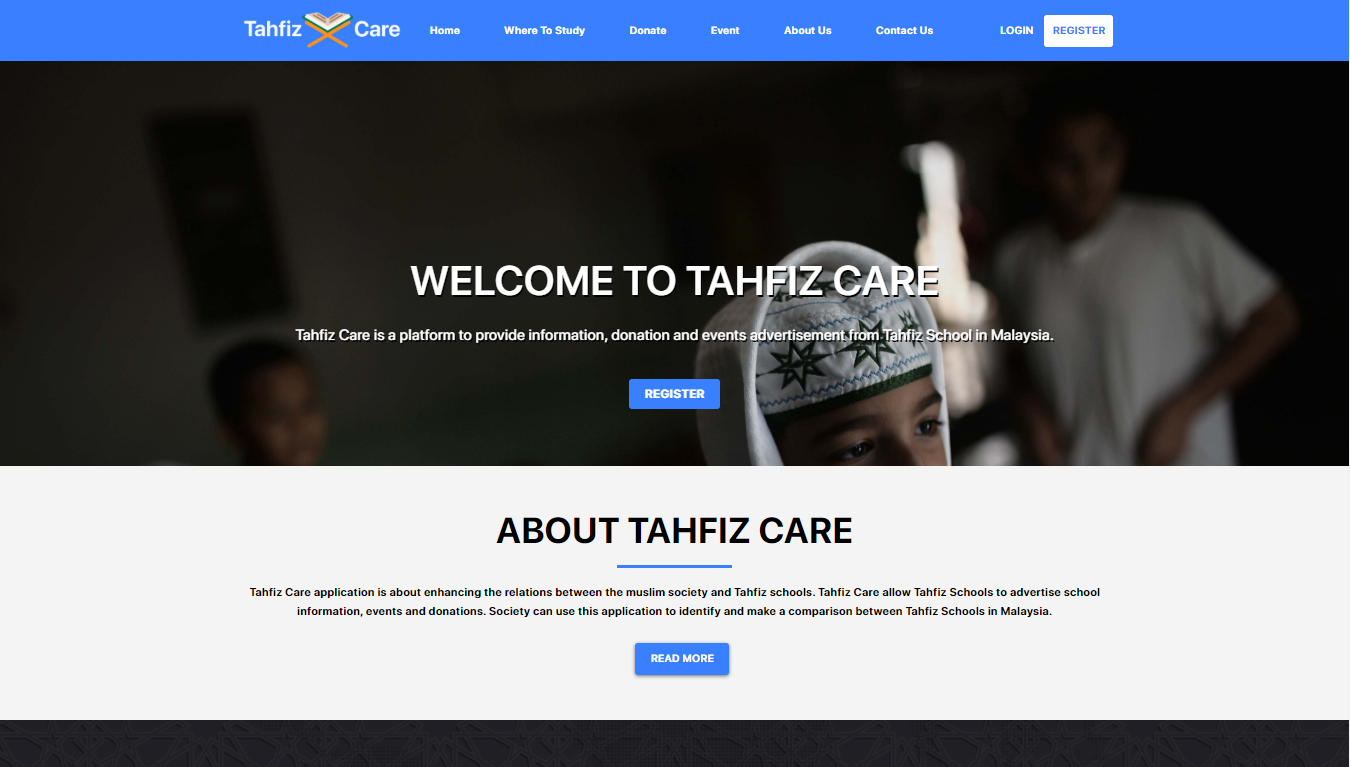 Tahfiz Care
Home
Where To Study
Donate
Event
About Us
Contact Us
LOGIN
REGISTER
WELCOME TO TAHFIZ CARE
Tahfiz Care is a platform to provide information, donation and events advertisement from Tahfiz School in Malaysia.
REGISTER
ABOUT TAHFIZ CARE
Tahfiz Care application is about enhancing the relations between the muslim society and Tahfiz schools. Tahfiz Care allow Tahfiz Schools to advertise school
information, events and donations. Society can use this application to identify and make a comparison between Tahfiz Schools in Malaysia.
READ MORE